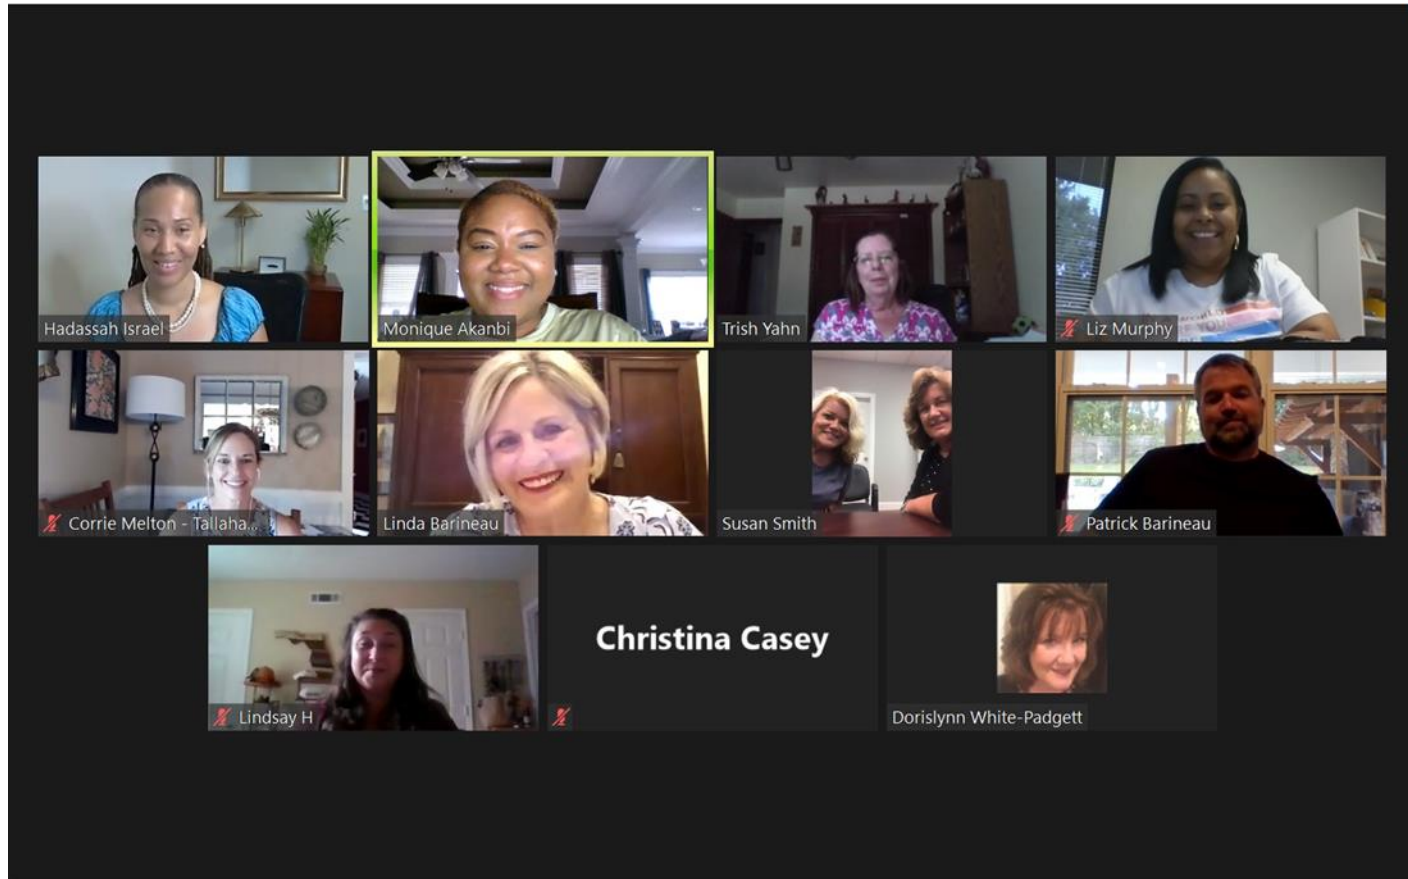 Hadassah Israel
Monique Akanbi
Trish Yahn
Liz Murphy
Corrie Melton - Tallaha...
Linda Barineau
Susan Smith
Patrick Barineau
Lindsay H
Christina Casey
Dorislynn White-Padgett